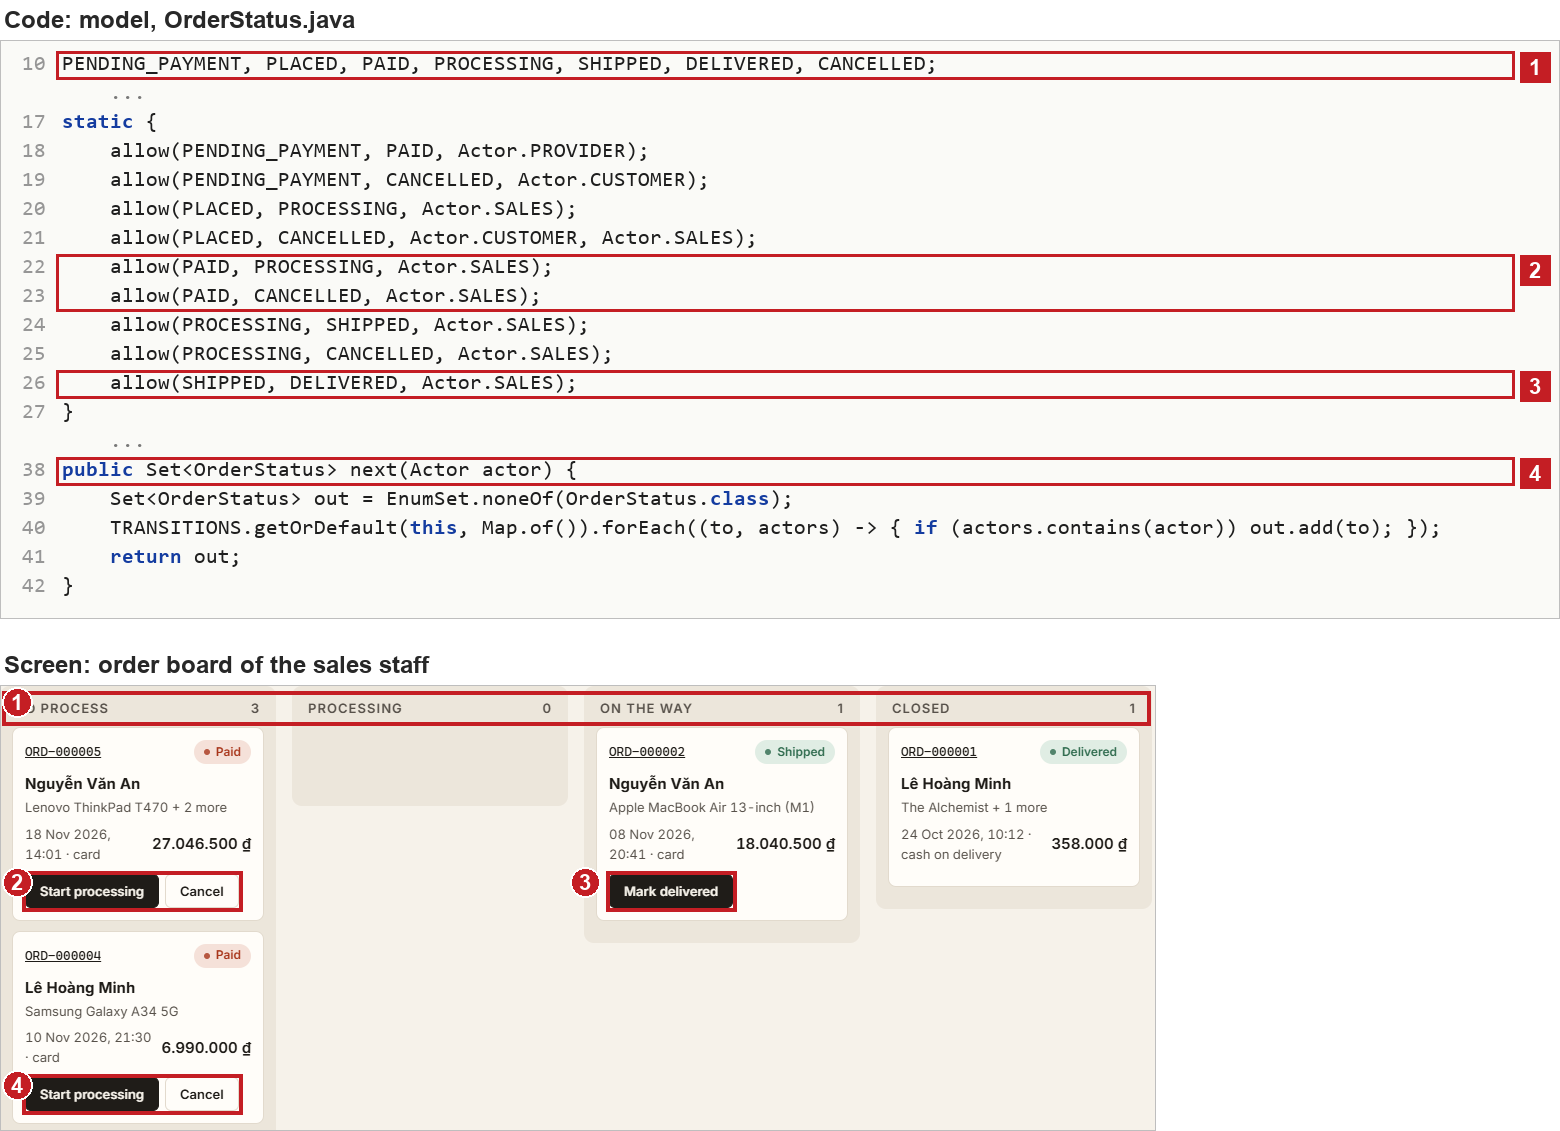 Code: model, OrderStatus.java
10 PENDING_PAYMENT, PLACED, PAID, PROCESSING, SHIPPED, DELIVERED, CANCELLED; 1
...
17 static {
18 allow(PENDING_PAYMENT, PAID, Actor.PROVIDER);
19 allow(PENDING_PAYMENT, CANCELLED, Actor.CUSTOMER);
20 allow(PLACED, PROCESSING, Actor.SALES);
21 allow(PLACED, CANCELLED, Actor.CUSTOMER, Actor.SALES);
22 allow(PAID, PROCESSING, Actor.SALES); 2
23 allow(PAID, CANCELLED, Actor.SALES);
24 allow(PROCESSING, SHIPPED, Actor.SALES);
25 allow(PROCESSING, CANCELLED, Actor.SALES);
26 allow(SHIPPED, DELIVERED, Actor.SALES); 3
27 }
...
38 public Set<OrderStatus> next(Actor actor) { 4
39 Set<OrderStatus> out = EnumSet.noneOf(OrderStatus.class);
40 TRANSITIONS.getOrDefault(this, Map.of()).forEach((to, actors) -> { if (actors.contains(actor)) out.add(to); });
41 return out;
42 }
Screen: order board of the sales staff
1 PROCESS 3
ORD-000005 Paid
Nguyễn Văn An
Lenovo ThinkPad T470 + 2 more
18 Nov 2026,
14:01 · card 27.046.500 ₫
2 Start processing Cancel
ORD-000004 Paid
Lê Hoàng Minh
Samsung Galaxy A34 5G
10 Nov 2026, 21:30
· card 6.990.000 ₫
4 Start processing Cancel
PROCESSING 0
ON THE WAY 1
ORD-000002 Shipped
Nguyễn Văn An
Apple MacBook Air 13-inch (M1)
08 Nov 2026,
20:41 · card 18.040.500 ₫
3 Mark delivered
CLOSED 1
ORD-000001 Delivered
Lê Hoàng Minh
The Alchemist + 1 more
24 Oct 2026, 10:12 ·
cash on delivery 358.000 ₫